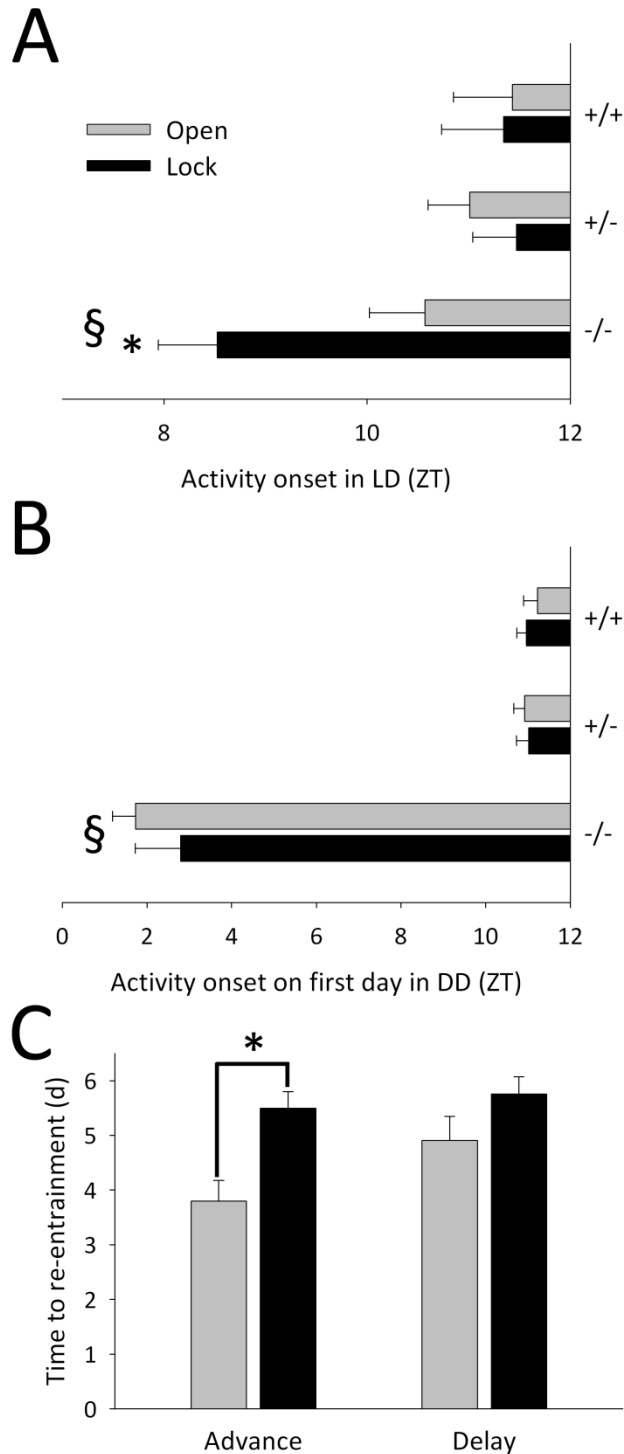 A
Open
Lock
+/+
+/-
§ * -/-
8 10 12
Activity onset in LD (ZT)
B
+/+
+/-
§ -/-
0 2 4 6 8 10 12
Activity onset on first day in DD (ZT)
C
*
6
5
4
3
2
1
0
Time to re-entrainment (d)
Advance Delay